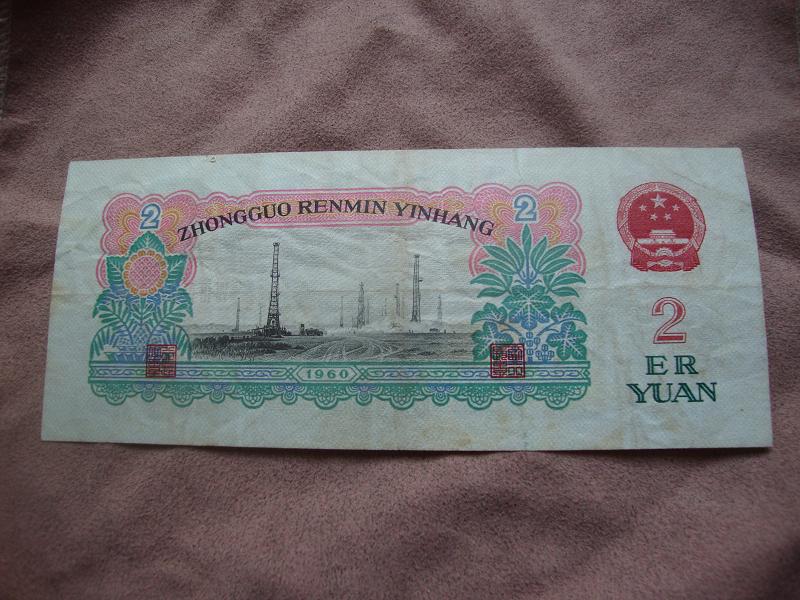 2
ZHONGGUO RENMIN YINHANG
2
1960
2
ER
YUAN